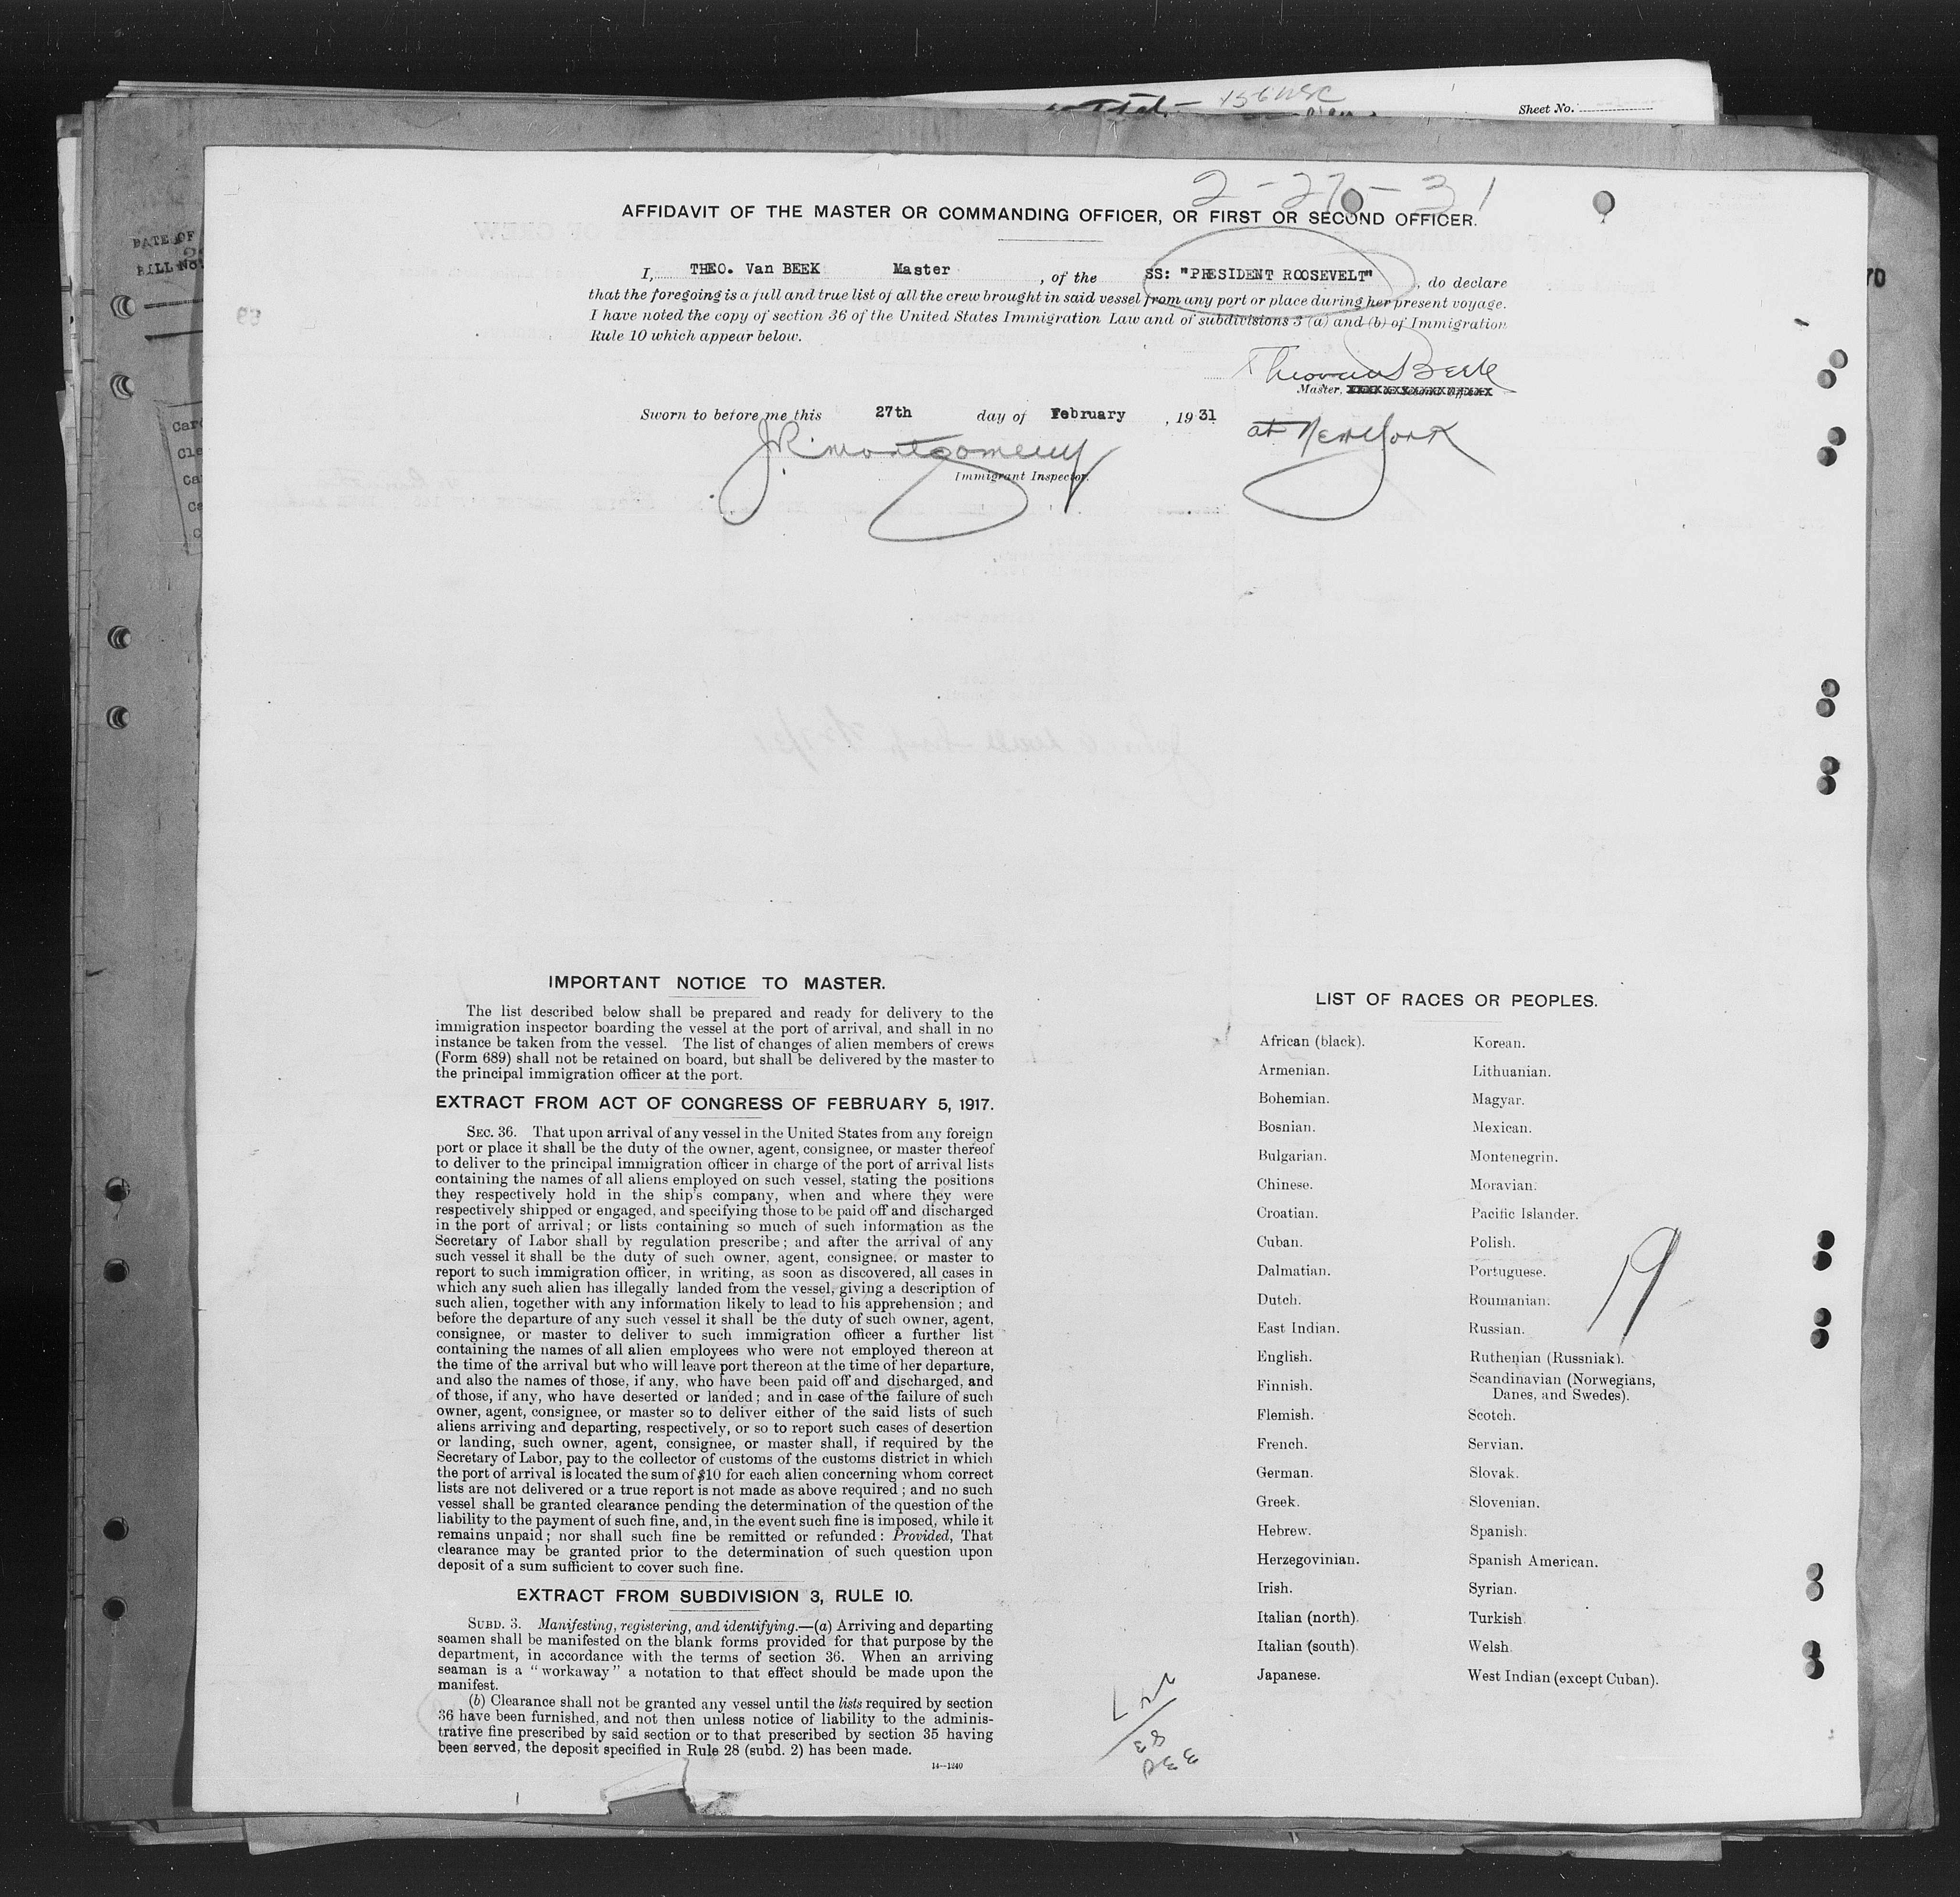 Sheet No.
2-27-31
AFFIDAVIT OF THE MASTER OR COMMANDING OFFICER, OR FIRST OR SECOND OFFICER.
DATE OF
BILL No.
70
I, THEO. Van BEEK Master , of the SS: "PRESIDENT ROOSEVELT" , do declare
that the foregoing is a full and true list of all the crew brought in said vessel from any port or place during her present voyage.
I have noted the copy of section 36 of the United States Immigration Law and of subdivisions 3 (a) and (b) of Immigration
Rule 10 which appear below.
Theo van Beek
Master,
Sworn to before me this 27th day of February , 1931
at New York
J R Montgomery
Immigrant Inspector.
IMPORTANT NOTICE TO MASTER.
The list described below shall be prepared and ready for delivery to the
immigration inspector boarding the vessel at the port of arrival, and shall in no
instance be taken from the vessel. The list of changes of alien members of crews
(Form 689) shall not be retained on board, but shall be delivered by the master to
the principal immigration officer at the port.
EXTRACT FROM ACT OF CONGRESS OF FEBRUARY 5, 1917.
SEC. 36. That upon arrival of any vessel in the United States from any foreign
port or place it shall be the duty of the owner, agent, consignee, or master thereof
to deliver to the principal immigration officer in charge of the port of arrival lists
containing the names of all aliens employed on such vessel, stating the positions
they respectively hold in the ship's company, when and where they were
respectively shipped or engaged, and specifying those to be paid off and discharged
in the port of arrival; or lists containing so much of such information as the
Secretary of Labor shall by regulation prescribe; and after the arrival of any
such vessel it shall be the duty of such owner, agent, consignee, or master to
report to such immigration officer, in writing, as soon as discovered, all cases in
which any such alien has illegally landed from the vessel, giving a description of
such alien, together with any information likely to lead to his apprehension; and
before the departure of any such vessel it shall be the duty of such owner, agent,
consignee, or master to deliver to such immigration officer a further list
containing the names of all alien employees who were not employed thereon at
the time of the arrival but who will leave port thereon at the time of her departure,
and also the names of those, if any, who have been paid off and discharged, and
of those, if any, who have deserted or landed; and in case of the failure of such
owner, agent, consignee, or master so to deliver either of the said lists of such
aliens arriving and departing, respectively, or so to report such cases of desertion
or landing, such owner, agent, consignee, or master shall, if required by the
Secretary of Labor, pay to the collector of customs of the customs district in which
the port of arrival is located the sum of $10 for each alien concerning whom correct
lists are not delivered or a true report is not made as above required; and no such
vessel shall be granted clearance pending the determination of the question of the
liability to the payment of such fine, and, in the event such fine is imposed, while it
remains unpaid; nor shall such fine be remitted or refunded: Provided, That
clearance may be granted prior to the determination of such question upon
deposit of a sum sufficient to cover such fine.
EXTRACT FROM SUBDIVISION 3, RULE 10.
SUBD. 3. Manifesting, registering, and identifying.—(a) Arriving and departing
seamen shall be manifested on the blank forms provided for that purpose by the
department, in accordance with the terms of section 36. When an arriving
seaman is a "workaway" a notation to that effect should be made upon the
manifest.
(b) Clearance shall not be granted any vessel until the lists required by section
36 have been furnished, and not then unless notice of liability to the adminis-
trative fine prescribed by said section or to that prescribed by section 35 having
been served, the deposit specified in Rule 28 (subd. 2) has been made.
14—1240
LIST OF RACES OR PEOPLES.
African (black).
Armenian.
Bohemian.
Bosnian.
Bulgarian.
Chinese.
Croatian.
Cuban.
Dalmatian.
Dutch.
East Indian.
English.
Finnish.
Flemish.
French.
German.
Greek.
Hebrew.
Herzegovinian.
Irish.
Italian (north).
Italian (south).
Japanese.
Korean.
Lithuanian.
Magyar.
Mexican.
Montenegrin.
Moravian.
Pacific Islander.
Polish.
Portuguese.
Roumanian.
Russian.
Ruthenian (Russniak).
Scandinavian (Norwegians,
Danes, and Swedes).
Scotch.
Servian.
Slovak.
Slovenian.
Spanish.
Spanish American.
Syrian.
Turkish
Welsh
West Indian (except Cuban).
19